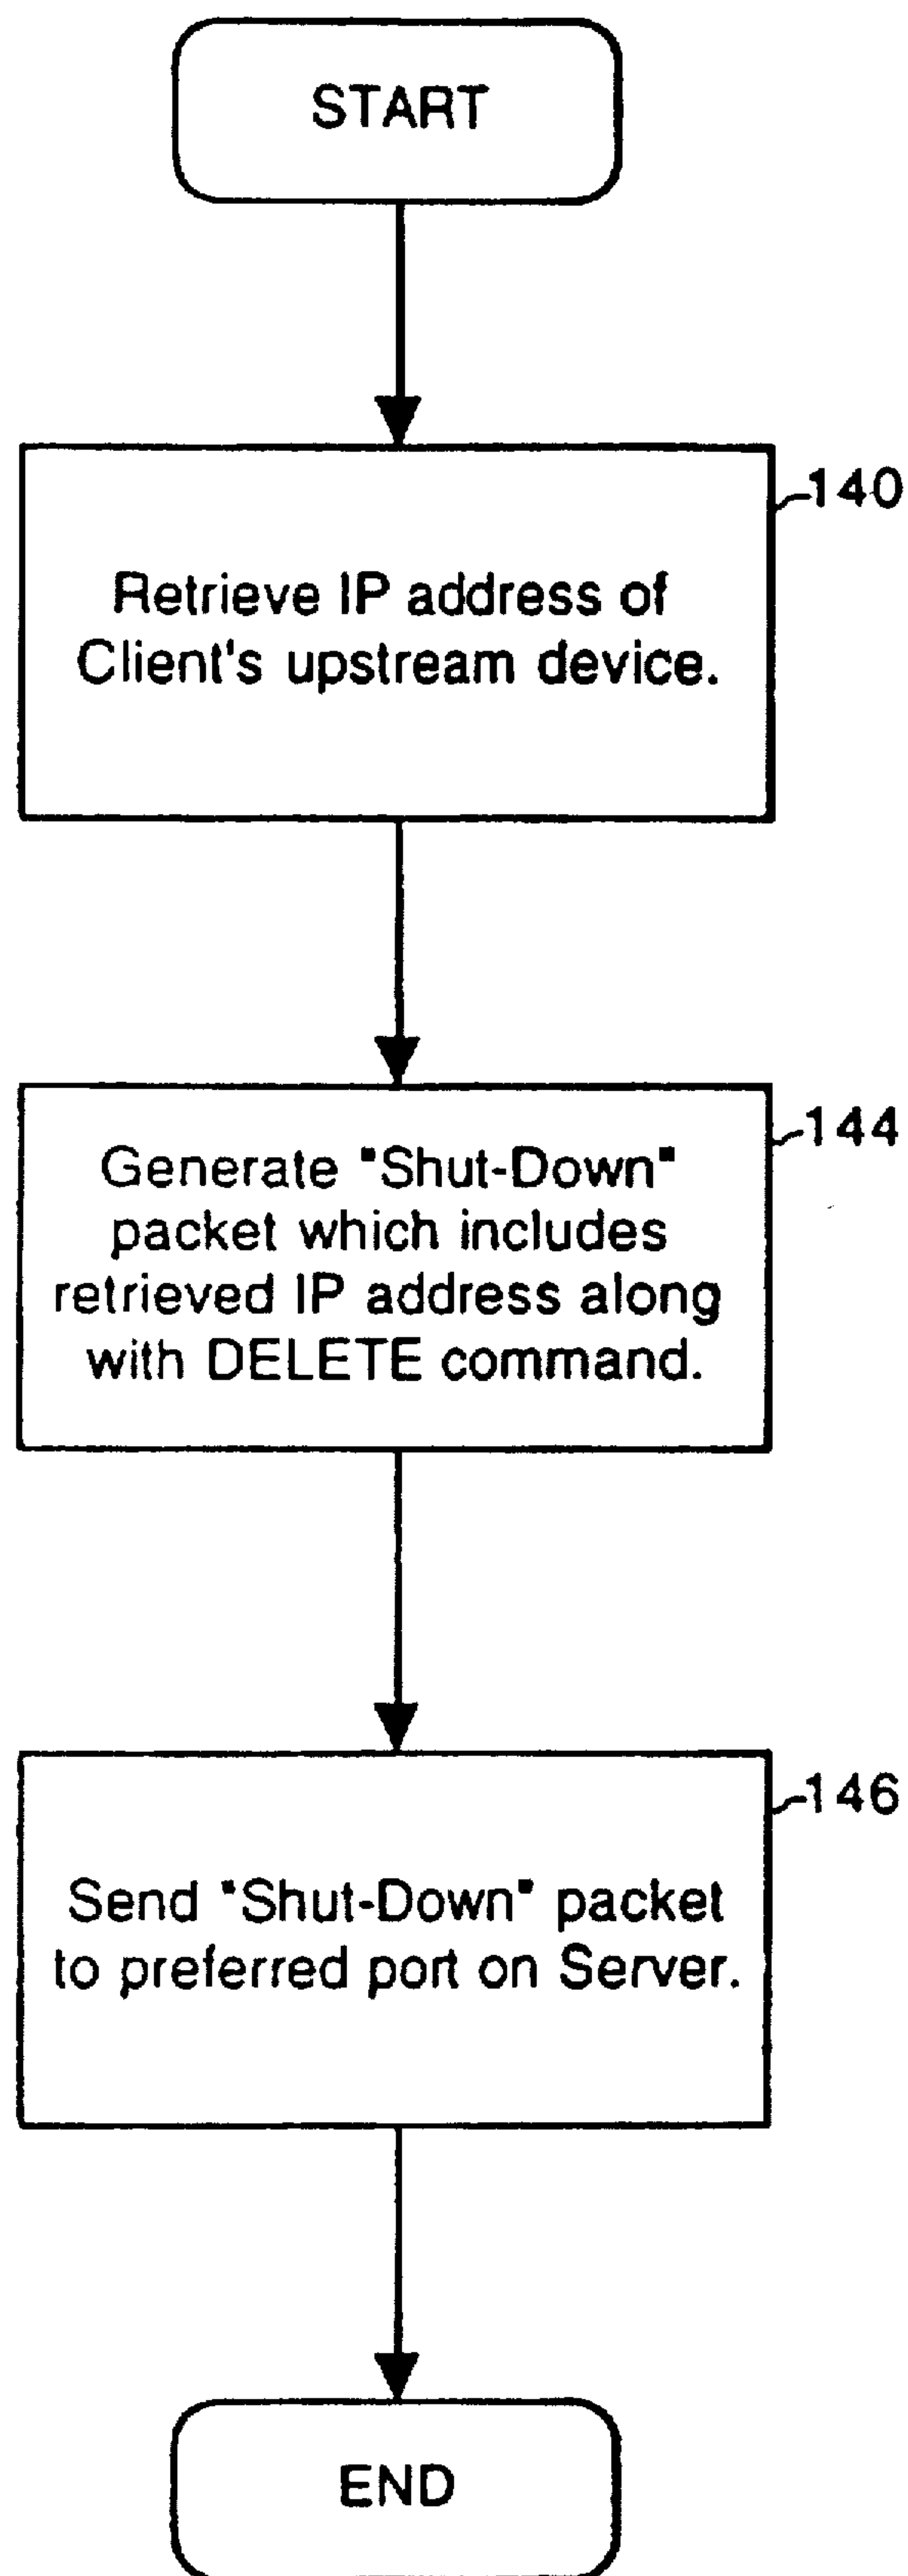 START
140
Retrieve IP address of
Client's upstream device.
144
Generate "Shut-Down"
packet which includes
retrieved IP address along
with DELETE command.
146
Send "Shut-Down" packet
to preferred port on Server.
END